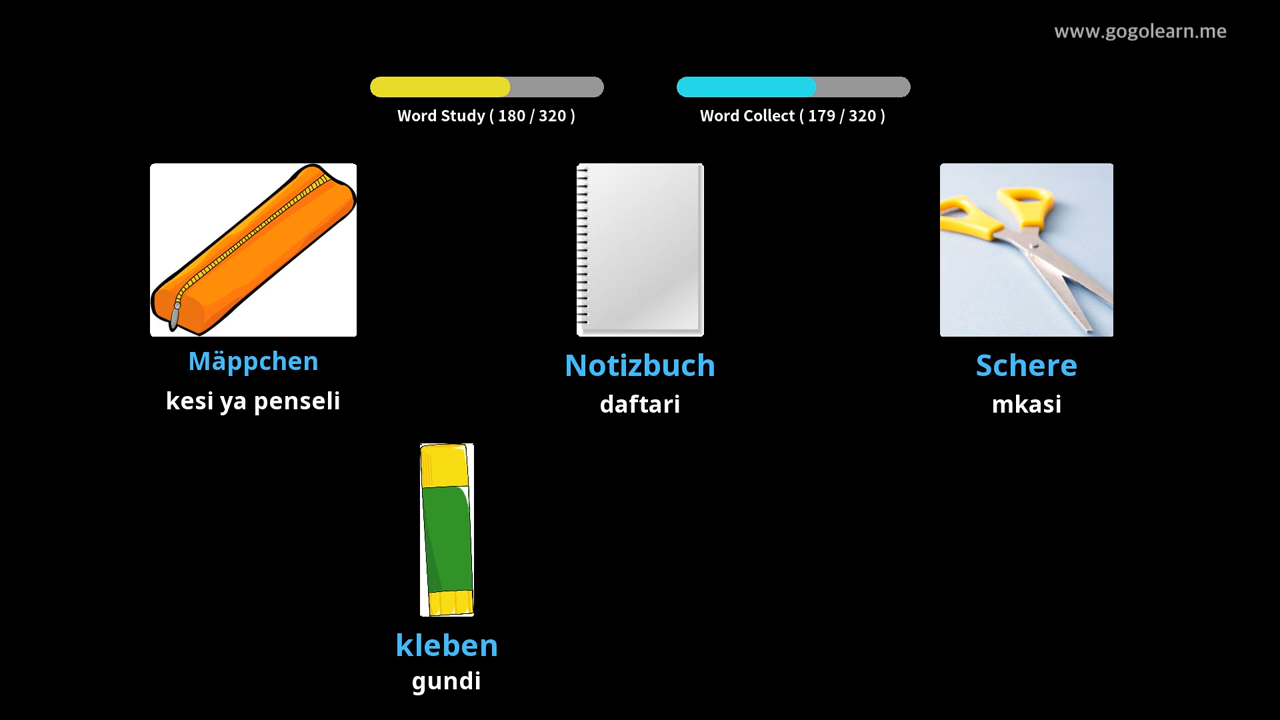 www.gogolearn.me
Word Study ( 180 / 320 )
Word Collect ( 179 / 320 )
Mäppchen
kesi ya penseli
Notizbuch
daftari
Schere
mkasi
kleben
gundi